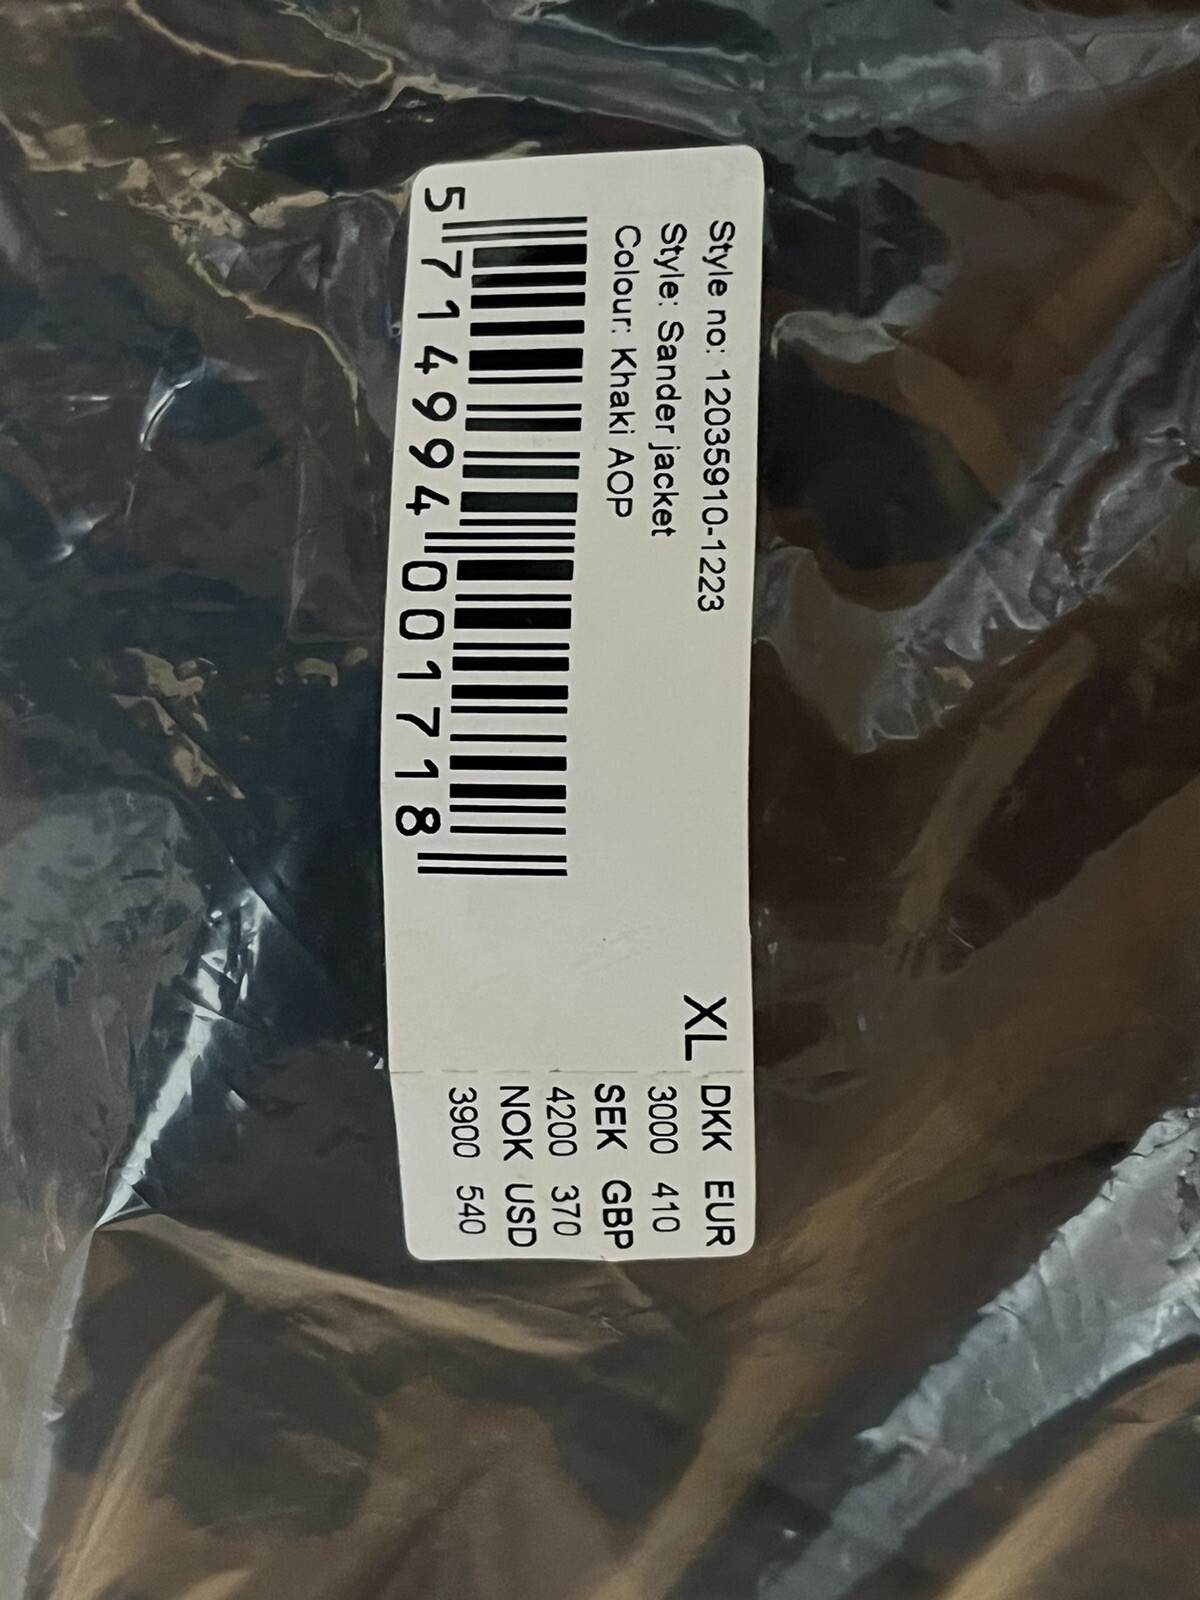 Style no: 12035910-1223
Style: Sander jacket
Colour: Khaki AOP
5 714994 001718
XL
DKK EUR
3000 410
SEK GBP
4200 370
NOK USD
3900 540